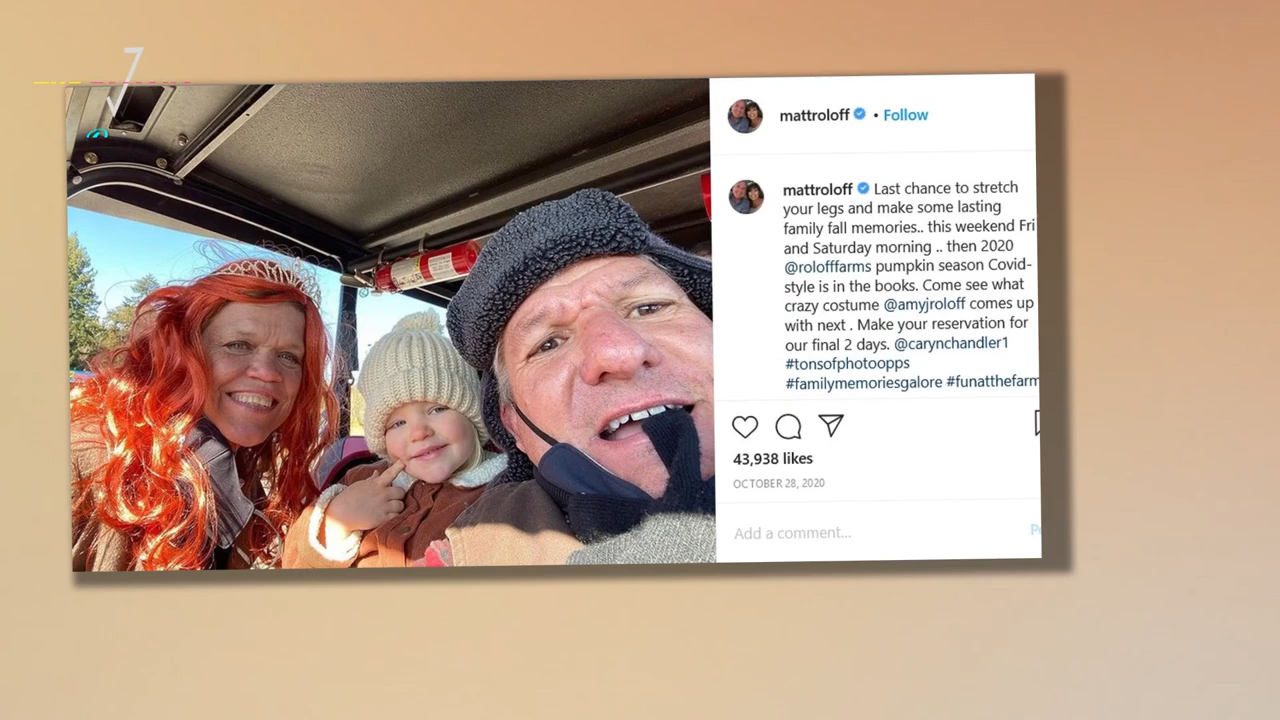 7
mattroloff • Follow
mattroloff Last chance to stretch
your legs and make some lasting
family fall memories.. this weekend Fri
and Saturday morning .. then 2020
@rolofffarms pumpkin season Covid-
style is in the books. Come see what
crazy costume @amyjroloff comes up
with next . Make your reservation for
our final 2 days. @carynchandler1
#tonsofphotoopps
#familymemoriesgalore #funatthefarm
43,938 likes
OCTOBER 28, 2020
Add a comment...